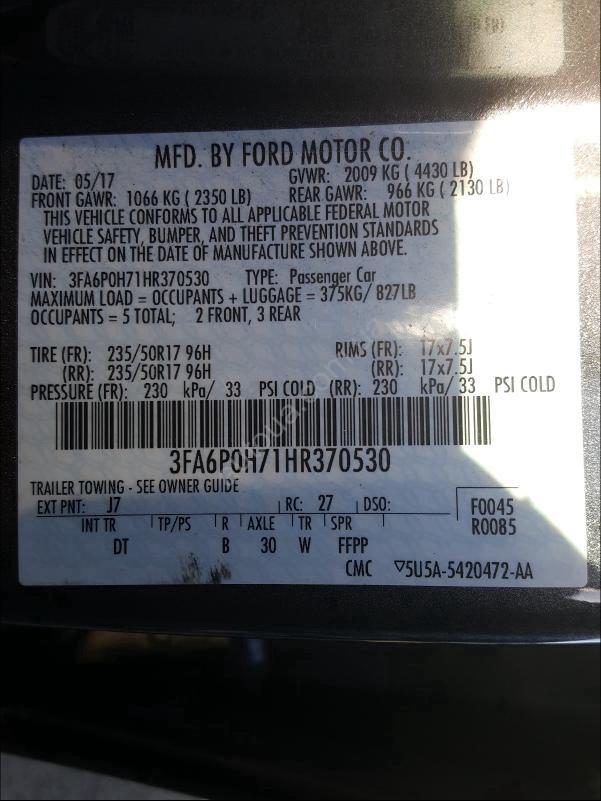 MFD. BY FORD MOTOR CO.
DATE: 05/17 GVWR: 2009 KG ( 4430 LB)
FRONT GAWR: 1066 KG ( 2350 LB) REAR GAWR: 966 KG ( 2130 LB)
THIS VEHICLE CONFORMS TO ALL APPLICABLE FEDERAL MOTOR
VEHICLE SAFETY, BUMPER, AND THEFT PREVENTION STANDARDS
IN EFFECT ON THE DATE OF MANUFACTURE SHOWN ABOVE.
VIN: 3FA6P0H71HR370530 TYPE: Passenger Car
MAXIMUM LOAD = OCCUPANTS + LUGGAGE = 375KG/ 827LB
OCCUPANTS = 5 TOTAL; 2 FRONT, 3 REAR
TIRE (FR): 235/50R17 96H RIMS (FR): 17x7.5J
(RR): 235/50R17 96H (RR): 17x7.5J
PRESSURE (FR): 230 kPa/ 33 PSI COLD (RR): 230 kPa/ 33 PSI COLD
3FA6P0H71HR370530
TRAILER TOWING - SEE OWNER GUIDE
EXT PNT: J7 RC: 27 DSO: F0045
R0085
INT TR TP/PS R AXLE TR SPR
DT B 30 W FFPP
CMC ▽5U5A-5420472-AA